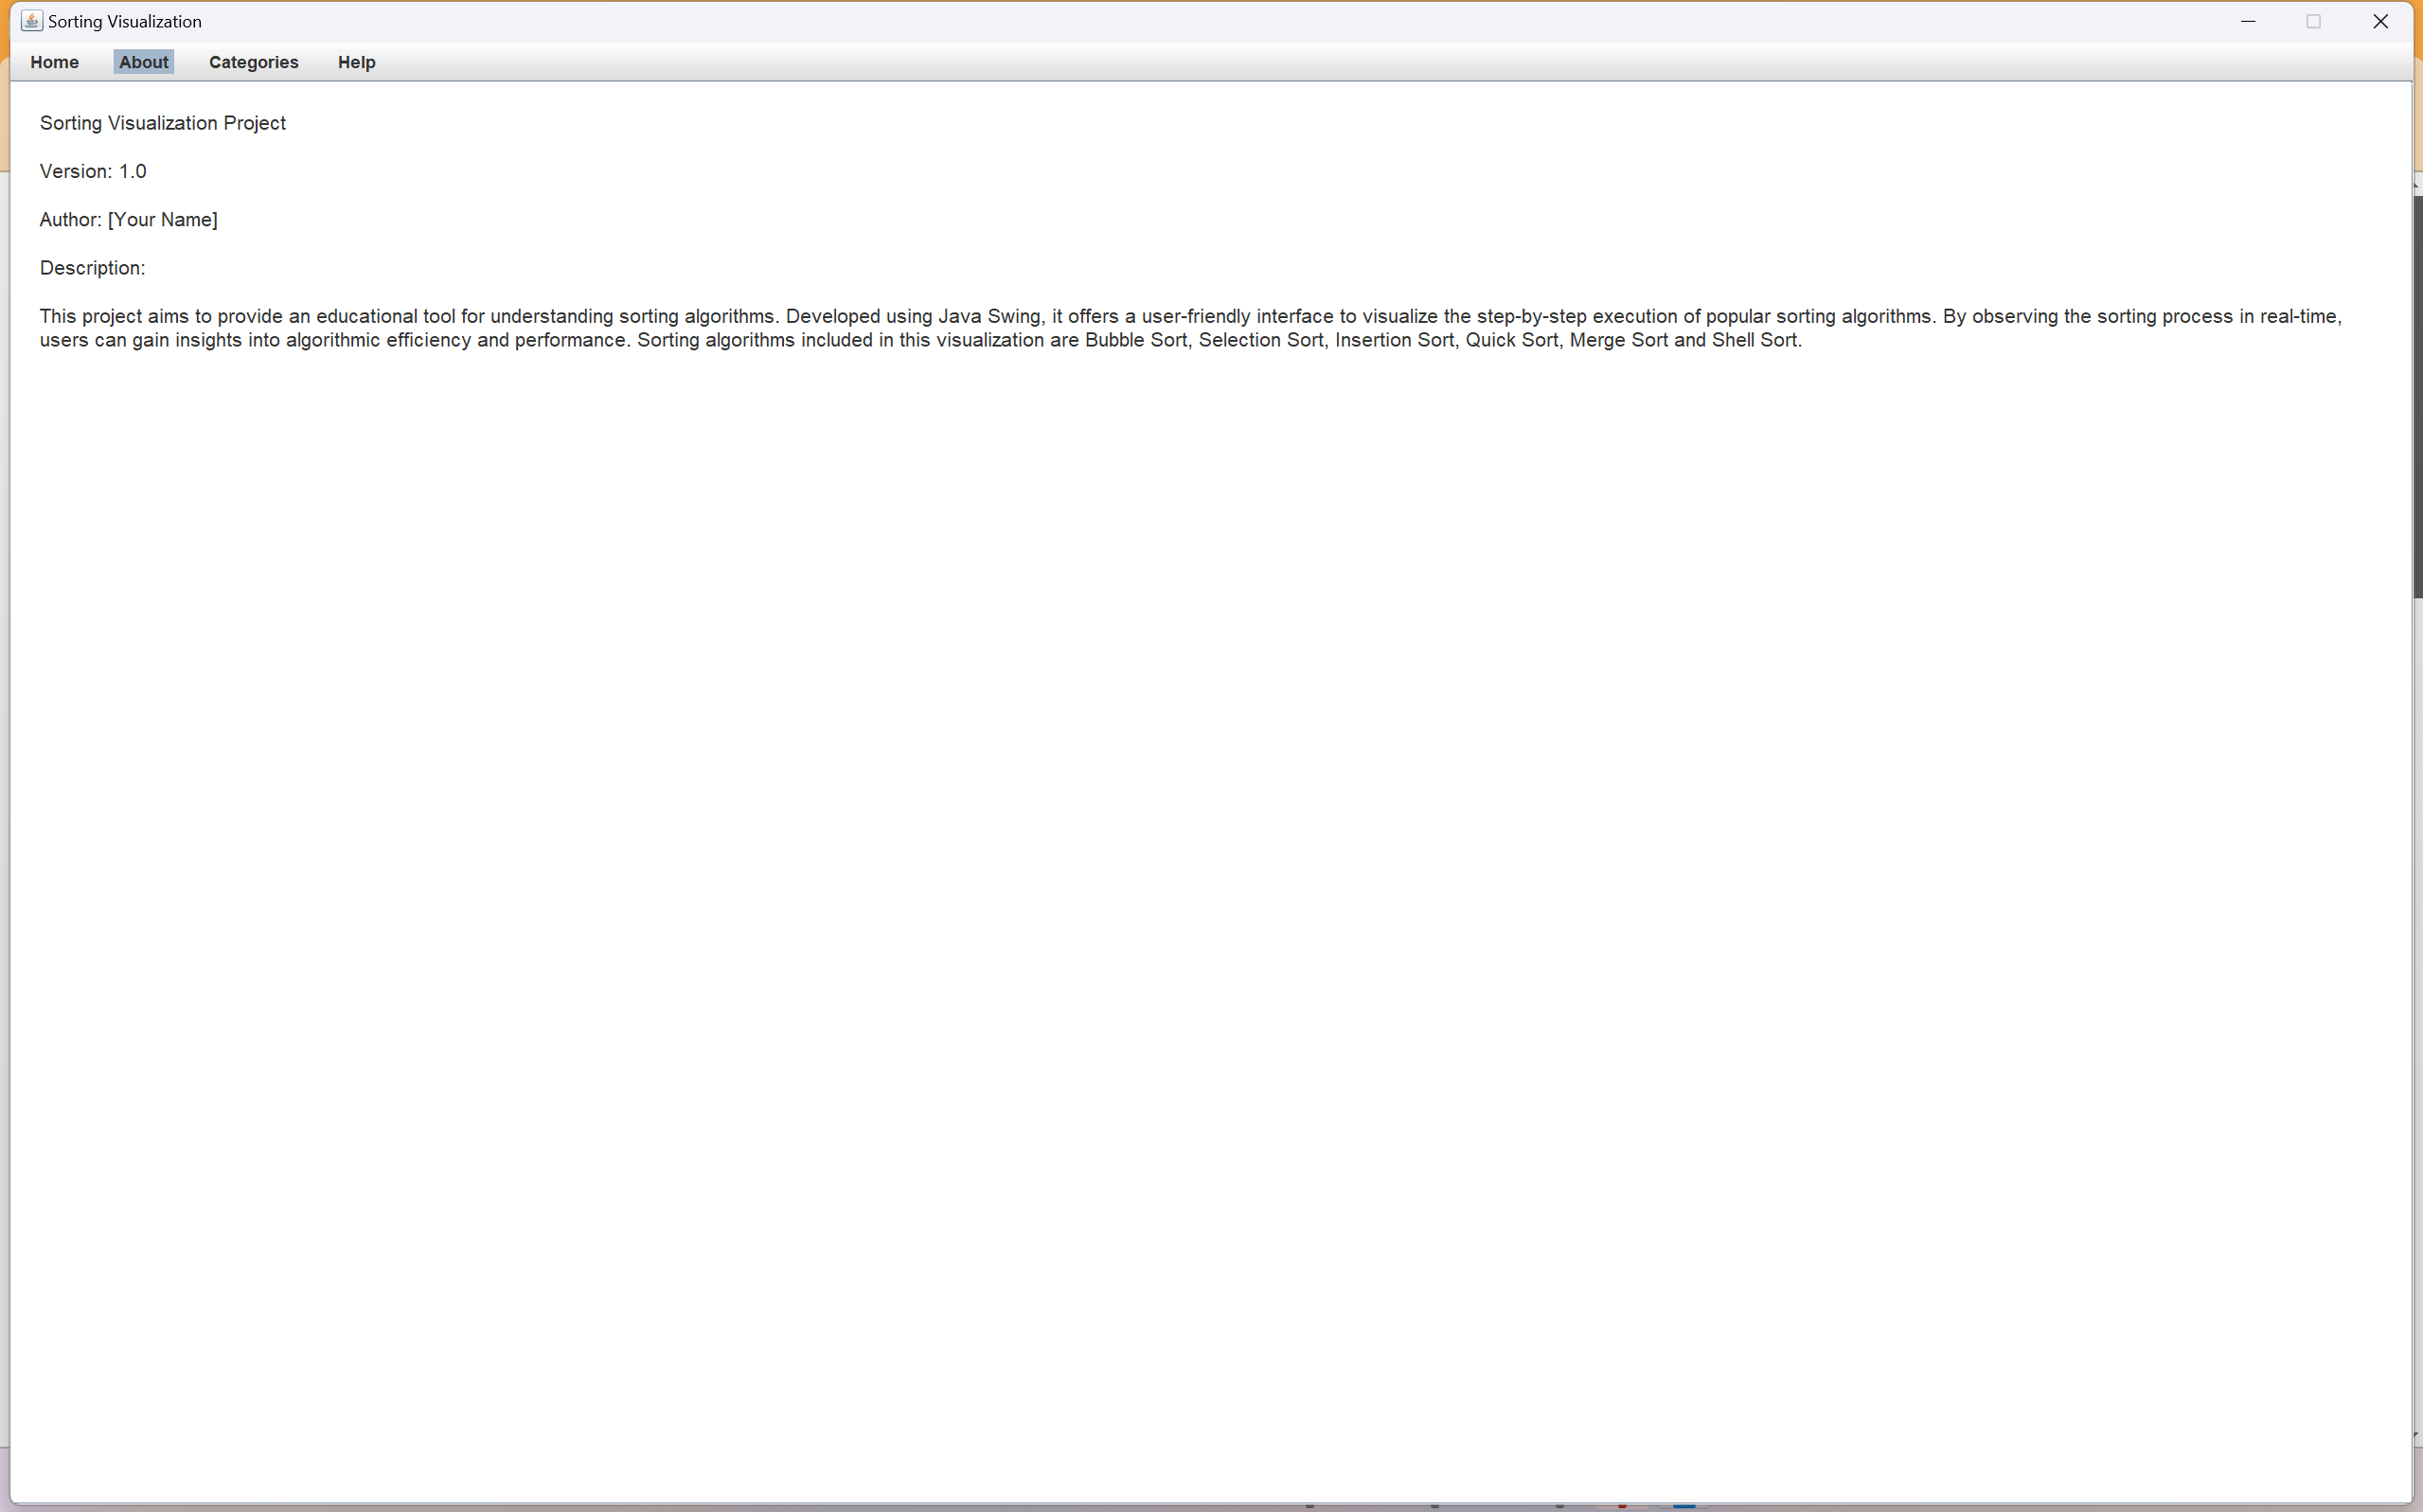 Sorting Visualization
Home About Categories Help
Sorting Visualization Project
Version: 1.0
Author: [Your Name]
Description:
This project aims to provide an educational tool for understanding sorting algorithms. Developed using Java Swing, it offers a user-friendly interface to visualize the step-by-step execution of popular sorting algorithms. By observing the sorting process in real-time,
users can gain insights into algorithmic efficiency and performance. Sorting algorithms included in this visualization are Bubble Sort, Selection Sort, Insertion Sort, Quick Sort, Merge Sort and Shell Sort.